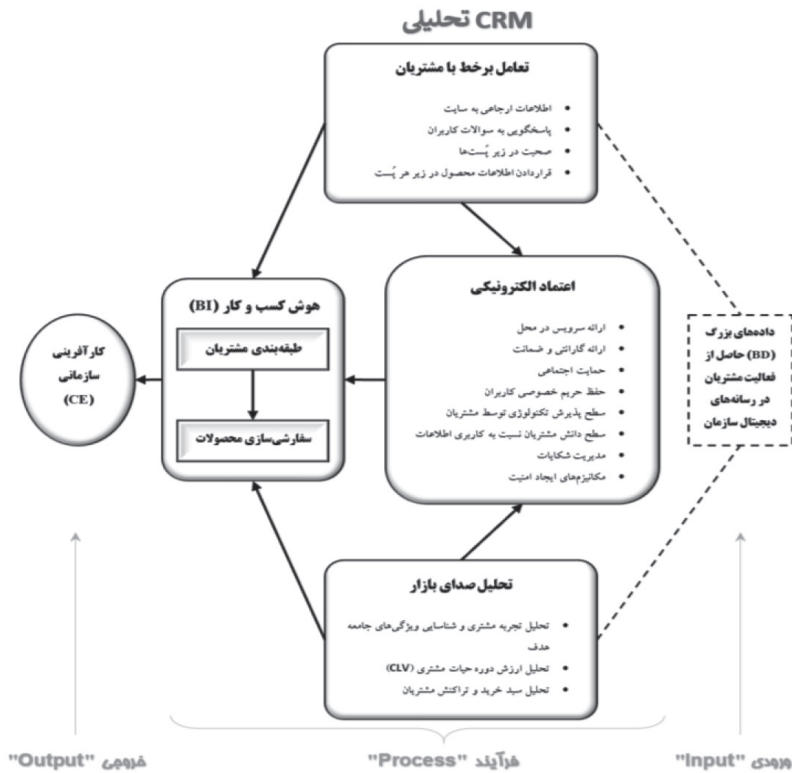 CRM تحلیلی
تعامل برخط با مشتریان
• اطلاعات ارجاعی به سایت
• پاسخگویی به سوالات کاربران
• صحبت در زیر پُست‌ها
• قراردادن اطلاعات محصول در زیر هر پُست
داده‌های بزرگ
(BD) حاصل از
فعالیت مشتریان
در رسانه‌های
دیجیتال سازمان
اعتماد الکترونیکی
• ارائه سرویس در محل
• ارائه گارانتی و ضمانت
• حمایت اجتماعی
• حفظ حریم خصوصی کاربران
• سطح پذیرش تکنولوژی توسط مشتریان
• سطح دانش مشتریان نسبت به کاربری اطلاعات
• مدیریت شکایات
• مکانیزم‌های ایجاد امنیت
هوش کسب و کار (BI)
طبقه‌بندی مشتریان
سفارشی‌سازی محصولات
کارآفرینی
سازمانی
(CE)
تحلیل صدای بازار
• تحلیل تجربه مشتری و شناسایی ویژگی‌های جامعه
هدف
• تحلیل ارزش دوره حیات مشتری (CLV)
• تحلیل سبد خرید و تراکنش مشتریان
ورودی "Input"
فرآیند "Process"
خروجی "Output"